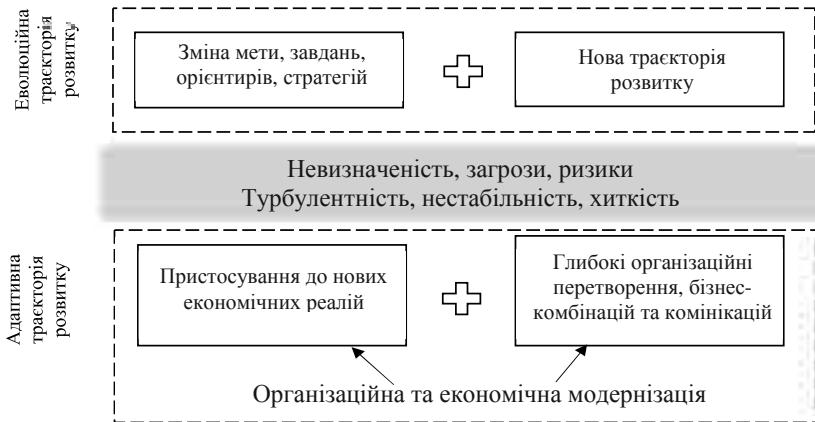 Еволюційна
траєкторія
розвитку
Зміна мети, завдань,
орієнтирів, стратегій
Нова траєкторія
розвитку
Невизначеність, загрози, ризики
Турбулентність, нестабільність, хиткість
Адаптивна
траєкторія
розвитку
Пристосування до нових
економічних реалій
Глибокі організаційні
перетворення, бізнес-
комбінацій та комінікацій
Організаційна та економічна модернізація